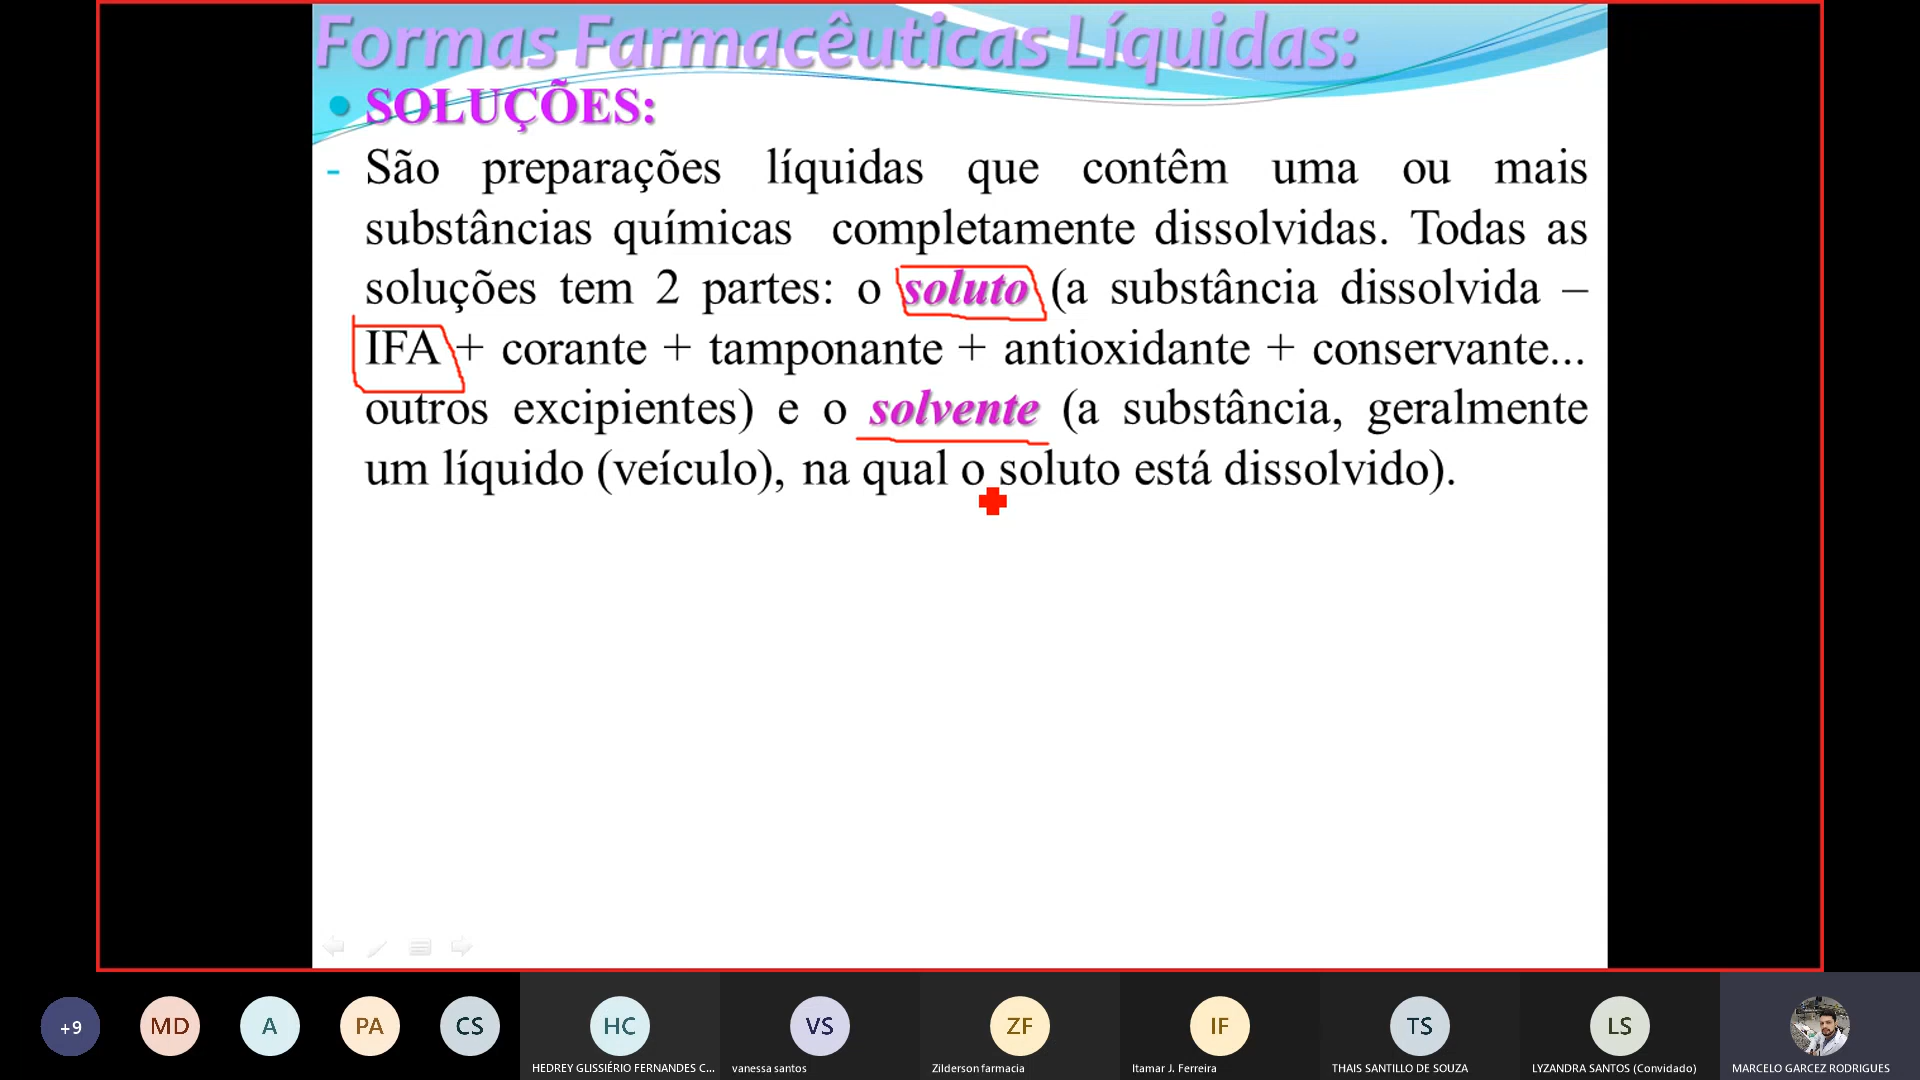 Formas Farmacêuticas Líquidas:
• SOLUÇÕES:
- São preparações líquidas que contêm uma ou mais
substâncias químicas completamente dissolvidas. Todas as
soluções tem 2 partes: o soluto (a substância dissolvida –
IFA + corante + tamponante + antioxidante + conservante...
outros excipientes) e o solvente (a substância, geralmente
um líquido (veículo), na qual o soluto está dissolvido).
+9 MD A PA CS HC VS ZF IF TS LS
HEDREY GLISSIÉRIO FERNANDES C... vanessa santos Zilderson farmacia Itamar J. Ferreira THAIS SANTILLO DE SOUZA LYZANDRA SANTOS (Convidado) MARCELO GARCEZ RODRIGUES